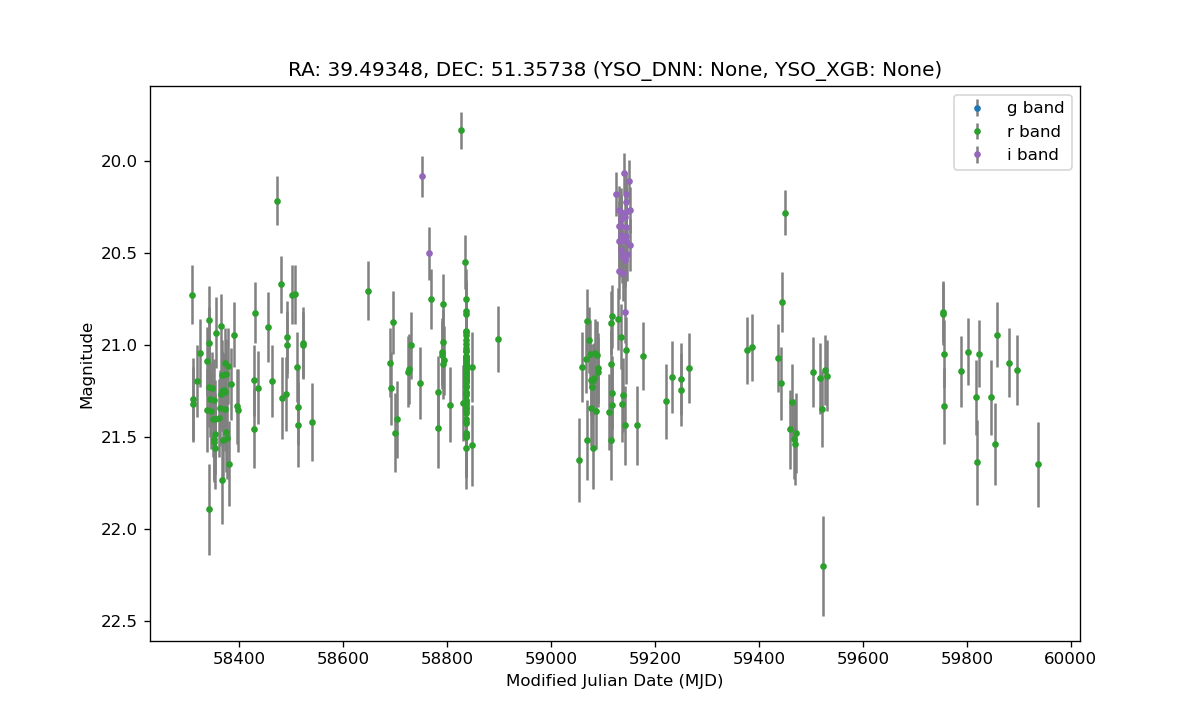 RA: 39.49348, DEC: 51.35738 (YSO_DNN: None, YSO_XGB: None)
g band
r band
i band
20.0
20.5
21.0
21.5
22.0
22.5
Magnitude
58400 58600 58800 59000 59200 59400 59600 59800 60000
Modified Julian Date (MJD)